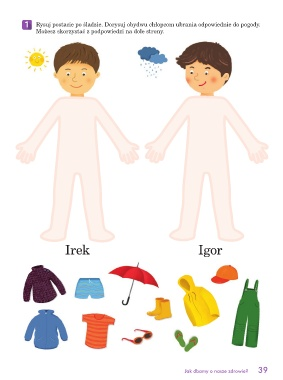 1 Rysuj postacie po śladzie. Dorysuj obydwu chłopcom ubrania odpowiednie do pogody.
Możesz skorzystać z podpowiedzi na dole strony.
Irek Igor
Jak dbamy o nasze zdrowie? 39